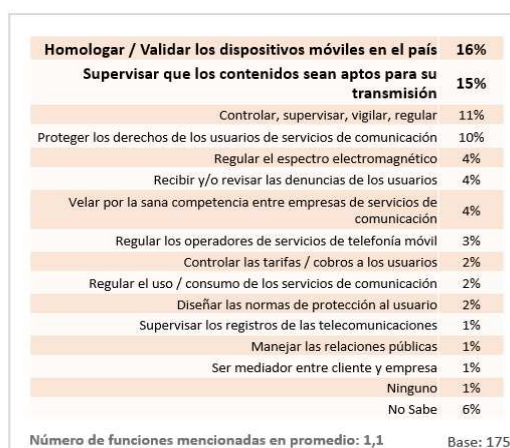 Homologar / Validar los dispositivos móviles en el país 16%
Supervisar que los contenidos sean aptos para su
transmisión 15%
Controlar, supervisar, vigilar, regular 11%
Proteger los derechos de los usuarios de servicios de comunicación 10%
Regular el espectro electromagnético 4%
Recibir y/o revisar las denuncias de los usuarios 4%
Velar por la sana competencia entre empresas de servicios de
comunicación 4%
Regular los operadores de servicios de telefonía móvil 3%
Controlar las tarifas / cobros a los usuarios 2%
Regular el uso / consumo de los servicios de comunicación 2%
Diseñar las normas de protección al usuario 2%
Supervisar los registros de las telecomunicaciones 1%
Manejar las relaciones públicas 1%
Ser mediador entre cliente y empresa 1%
Ninguno 1%
No Sabe 6%
Número de funciones mencionadas en promedio: 1,1 Base: 175